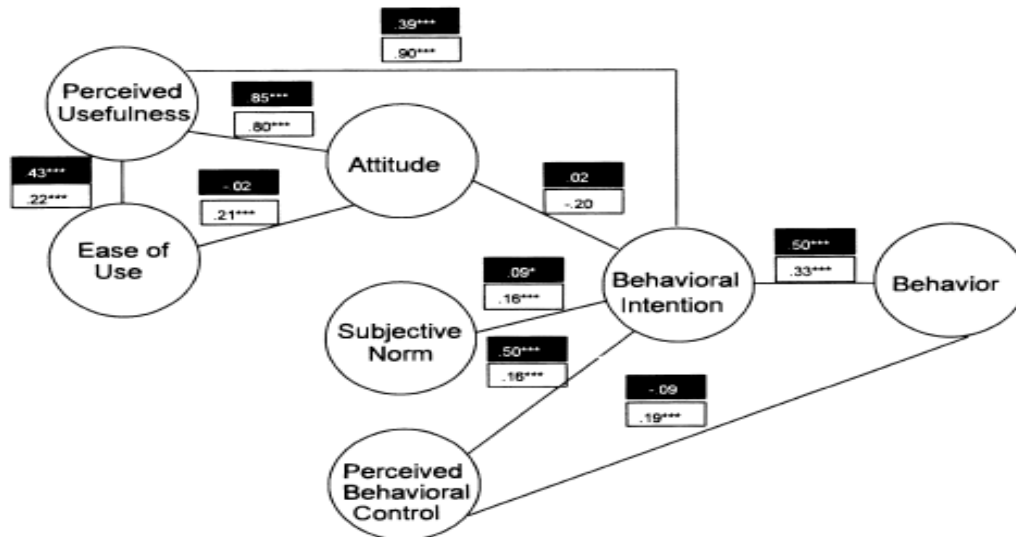 .39***
.90***
Perceived
Usefulness
.85***
.80***
Attitude
.43***
.22***
-.02
.21***
.02
-.20
Ease of
Use
.09*
.16***
Behavioral
Intention
.50***
.33***
Behavior
Subjective
Norm
.50***
.16***
-.09
.19***
Perceived
Behavioral
Control